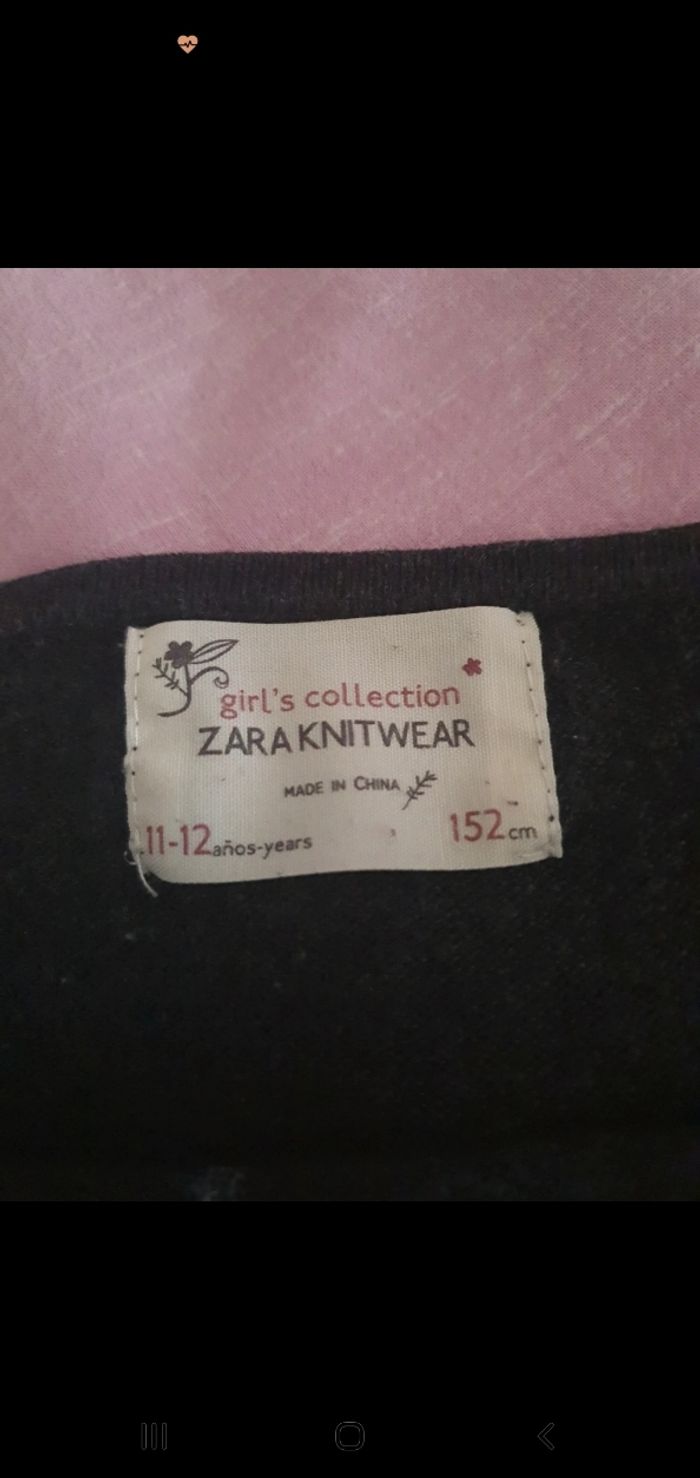 girl's collection
ZARA KNITWEAR
MADE IN CHINA
11-12 años-years 152 cm